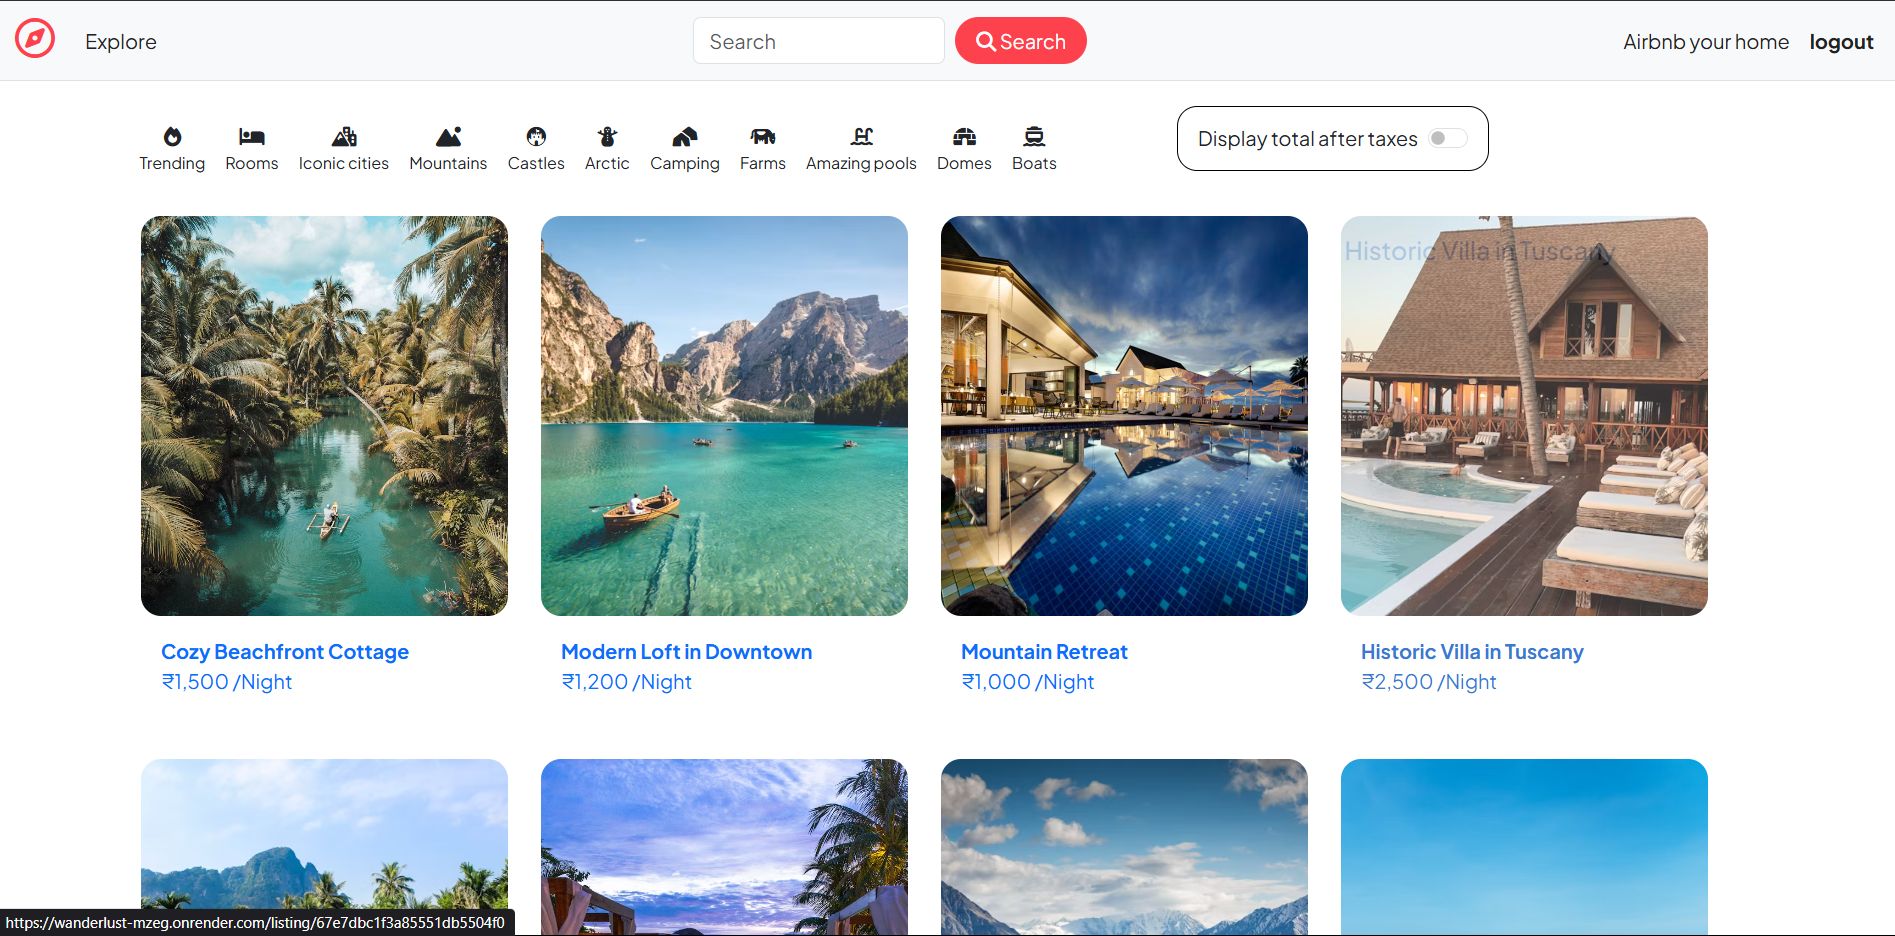 Explore
Search
Search
Airbnb your home
logout
Trending
Rooms
Iconic cities
Mountains
Castles
Arctic
Camping
Farms
Amazing pools
Domes
Boats
Display total after taxes
Historic Villa in Tuscany
Cozy Beachfront Cottage
₹1,500 /Night
Modern Loft in Downtown
₹1,200 /Night
Mountain Retreat
₹1,000 /Night
Historic Villa in Tuscany
₹2,500 /Night
https://wanderlust-mzeg.onrender.com/listing/67e7dbc1f3a85551db5504f0